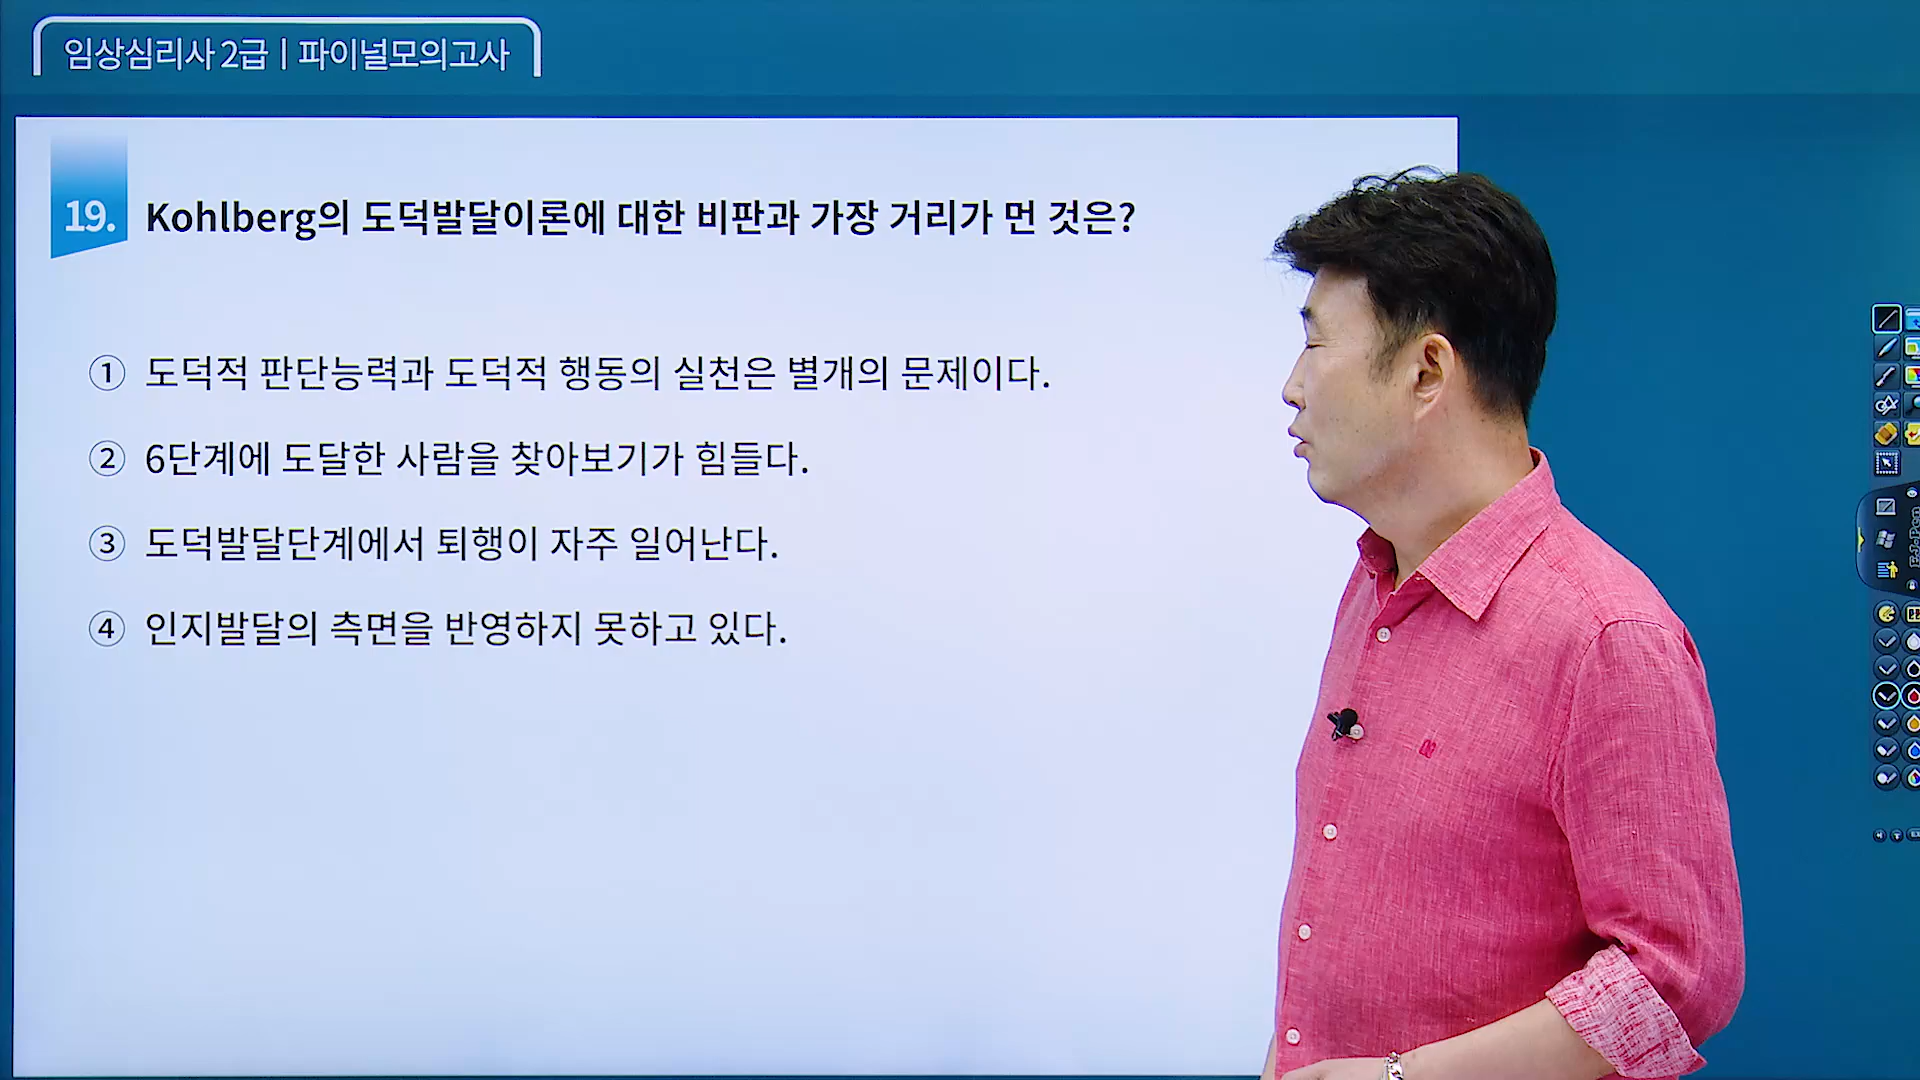 임상심리사 2급 | 파이널모의고사
19. Kohlberg의 도덕발달이론에 대한 비판과 가장 거리가 먼 것은?
① 도덕적 판단능력과 도덕적 행동의 실천은 별개의 문제이다.
② 6단계에 도달한 사람을 찾아보기가 힘들다.
③ 도덕발달단계에서 퇴행이 자주 일어난다.
④ 인지발달의 측면을 반영하지 못하고 있다.